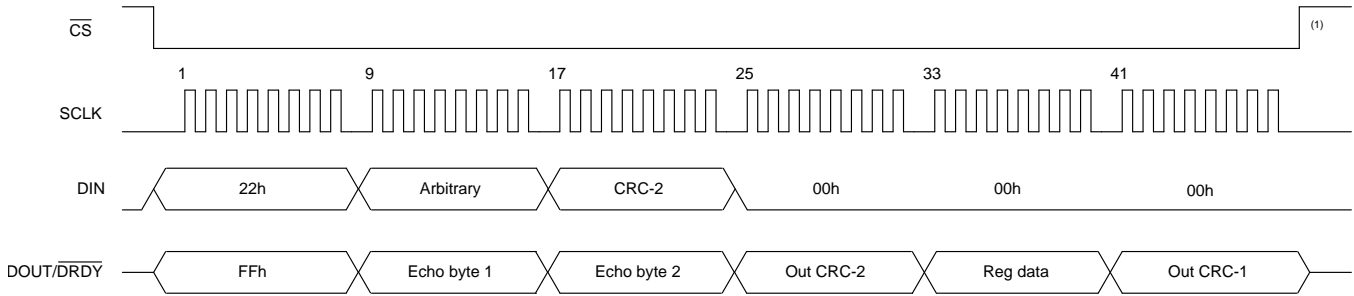 CS
(1)
1 9 17 25 33 41
SCLK
DIN 22h Arbitrary CRC-2 00h 00h 00h
DOUT/DRDY FFh Echo byte 1 Echo byte 2 Out CRC-2 Reg data Out CRC-1